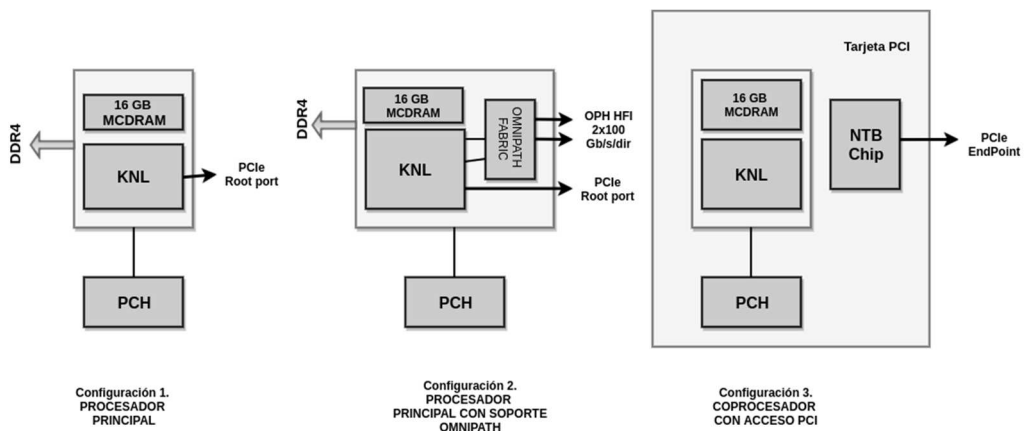 DDR4
16 GB
MCDRAM
KNL
PCIe
Root port
PCH
Configuración 1.
PROCESADOR
PRINCIPAL
DDR4
16 GB
MCDRAM
KNL
OMNIPATH
FABRIC
OPH HFI
2x100
Gb/s/dir
PCIe
Root port
PCH
Configuración 2.
PROCESADOR
PRINCIPAL CON SOPORTE
OMNIPATH
Tarjeta PCI
16 GB
MCDRAM
KNL
NTB
Chip
PCIe
EndPoint
PCH
Configuración 3.
COPROCESADOR
CON ACCESO PCI